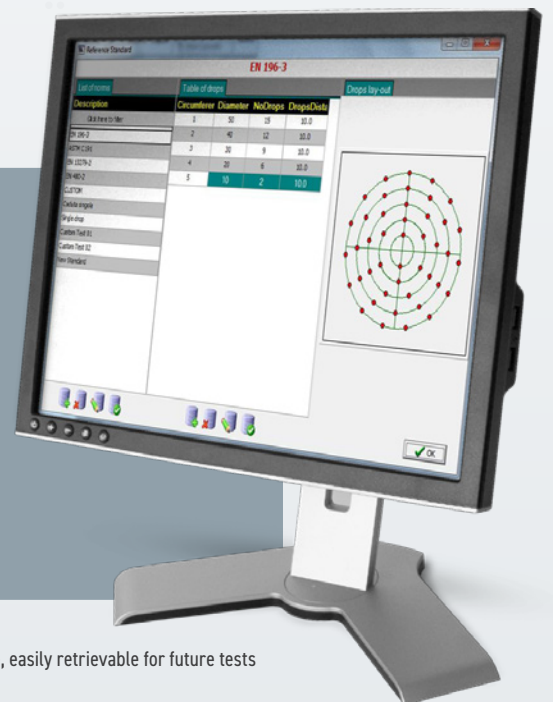 Reference Standard
EN 196-3
List of norms
Table of drops
Drops lay-out
Description
Circumferer Diameter NoDrops DropsDista
Click here to filter
1 50 15 10.0
EN 196-3
2 40 12 10.0
ASTM C191
3 30 9 10.0
EN 13279-2
4 20 6 10.0
EN 480-2
5 10 2 10.0
CUSTOM
Caduta singola
Single drop
Custom Test 01
Custom Test 02
New Standard
OK
, easily retrievable for future tests